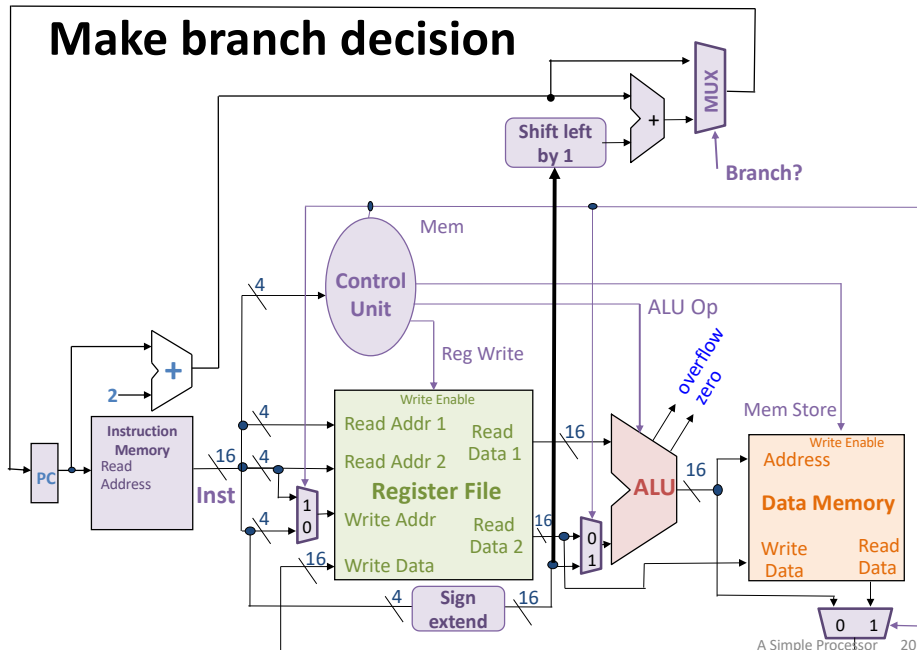 Make branch decision
MUX
+
Shift left
by 1
Branch?
Mem
4
Control
Unit
ALU Op
+
Reg Write
overflow
zero
2
Mem Store
Instruction
Memory
Read
Address
PC
16
Inst
4
4
4
16
1
0
Write Enable
Read Addr 1
Read
Data 1
Read Addr 2
Register File
Write Addr
Read
Data 2
Write Data
16
16
0
1
ALU
16
Write Enable
Address
Data Memory
Write
Data
Read
Data
4
Sign
extend
16
0 1
A Simple Processor 20